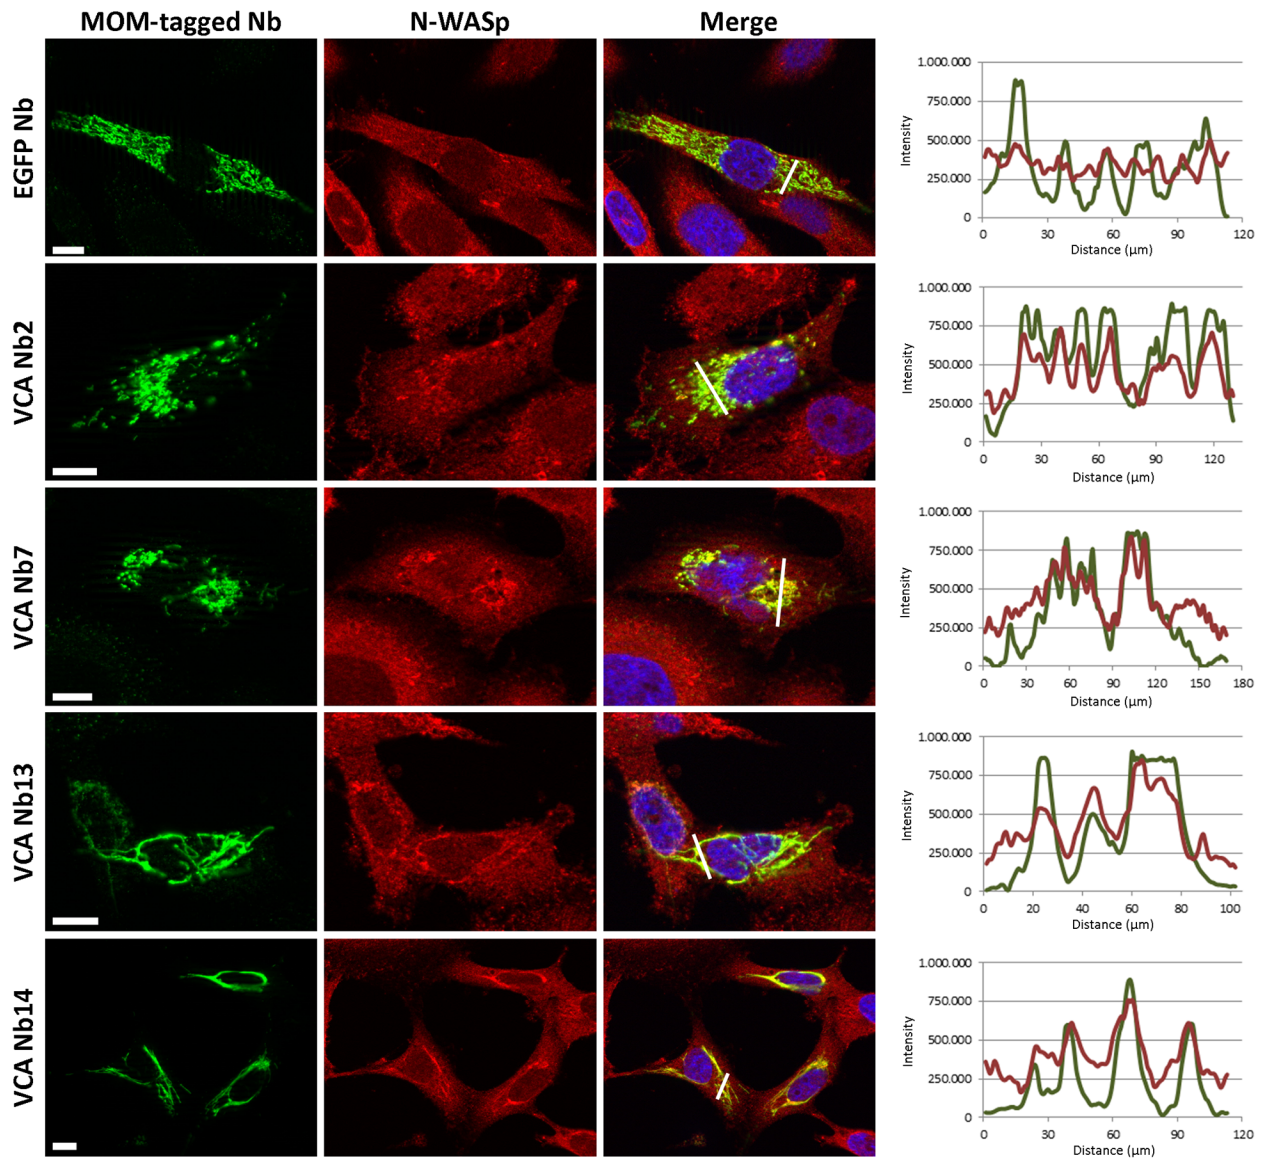 MOM-tagged Nb N-WASp Merge
EGFP Nb
1.000.000
750.000
500.000
250.000
0
Intensity
0 30 60 90 120
Distance (µm)
VCA Nb2
1.000.000
750.000
500.000
250.000
0
Intensity
0 30 60 90 120
Distance (µm)
VCA Nb7
1.000.000
750.000
500.000
250.000
0
Intensity
0 30 60 90 120 150 180
Distance (µm)
VCA Nb13
1.000.000
750.000
500.000
250.000
0
Intensity
0 20 40 60 80 100
Distance (µm)
VCA Nb14
1.000.000
750.000
500.000
250.000
0
Intensity
0 30 60 90 120
Distance (µm)